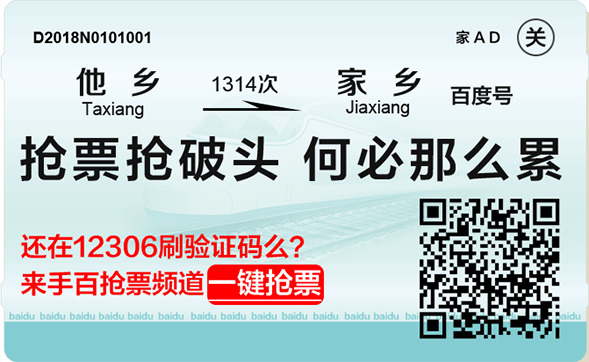 D2018N0101001 家AD 关
他乡 1314次 家乡 百度号
Taxiang Jiaxiang
抢票抢破头 何必那么累
还在12306刷验证码么?
来手百抢票频道 一键抢票
baidu baidu baidu baidu baidu baidu baidu baidu baidu baidu baidu baidu baidu baidu baidu baidu baidu